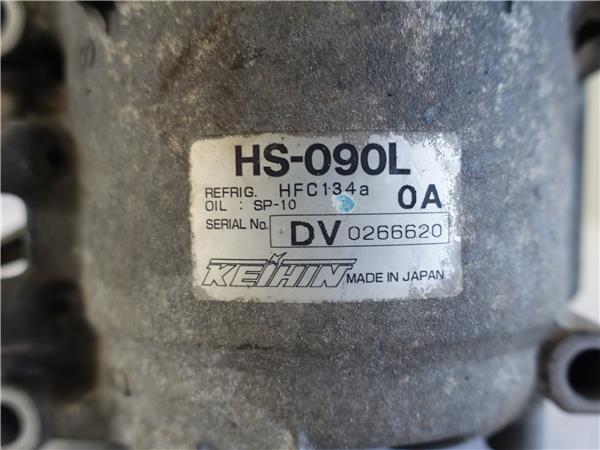 HS-090L
REFRIG. HFC134a
OIL : SP-10 0A
SERIAL No. DV 0266620
KEIHIN MADE IN JAPAN